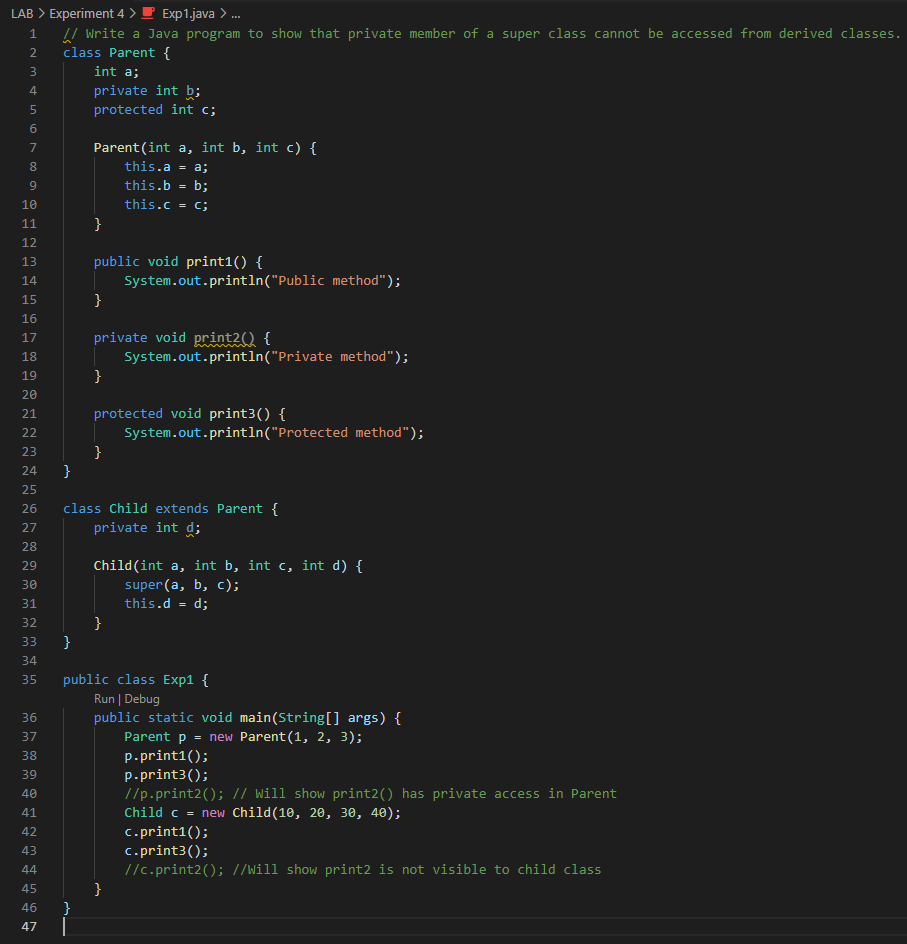 LAB > Experiment 4 > Exp1.java > ...
1 // Write a Java program to show that private member of a super class cannot be accessed from derived classes.
2 class Parent {
3     int a;
4     private int b;
5     protected int c;
6
7     Parent(int a, int b, int c) {
8         this.a = a;
9         this.b = b;
10         this.c = c;
11     }
12
13     public void print1() {
14         System.out.println("Public method");
15     }
16
17     private void print2() {
18         System.out.println("Private method");
19     }
20
21     protected void print3() {
22         System.out.println("Protected method");
23     }
24 }
25
26 class Child extends Parent {
27     private int d;
28
29     Child(int a, int b, int c, int d) {
30         super(a, b, c);
31         this.d = d;
32     }
33 }
34
35 public class Exp1 {
Run | Debug
36     public static void main(String[] args) {
37         Parent p = new Parent(1, 2, 3);
38         p.print1();
39         p.print3();
40         //p.print2(); // Will show print2() has private access in Parent
41         Child c = new Child(10, 20, 30, 40);
42         c.print1();
43         c.print3();
44         //c.print2(); //Will show print2 is not visible to child class
45     }
46 }
47